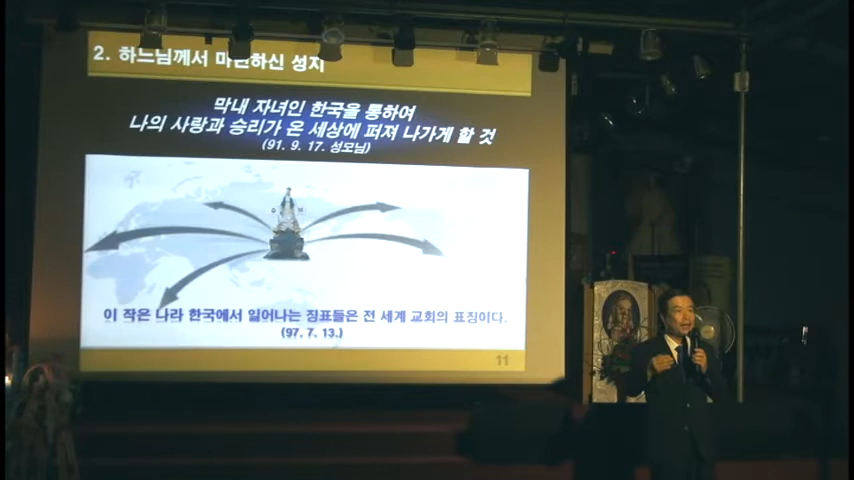 2. 하느님께서 마련하신 성지
막내 자녀인 한국을 통하여
나의 사랑과 승리가 온 세상에 퍼져 나가게 할 것
(91. 9. 17. 성모님)
이 작은 나라 한국에서 일어나는 징표들은 전 세계 교회의 표징이다.
(97. 7. 13.)
11